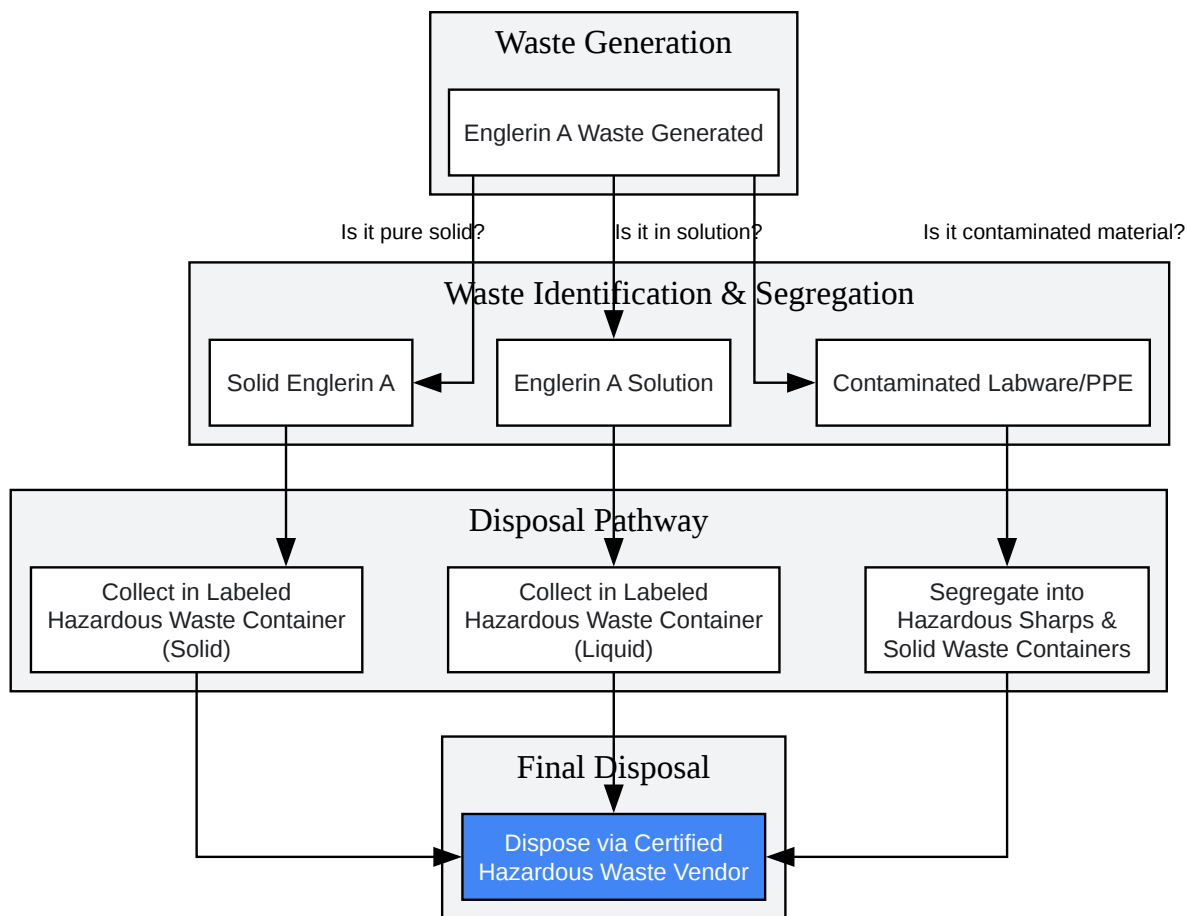 Waste Generation
Englerin A Waste Generated
Is it pure solid?
Is it in solution?
Is it contaminated material?
Waste Identification & Segregation
Solid Englerin A
Englerin A Solution
Contaminated Labware/PPE
Disposal Pathway
Collect in Labeled
Hazardous Waste Container
(Solid)
Collect in Labeled
Hazardous Waste Container
(Liquid)
Segregate into
Hazardous Sharps &
Solid Waste Containers
Final Disposal
Dispose via Certified
Hazardous Waste Vendor